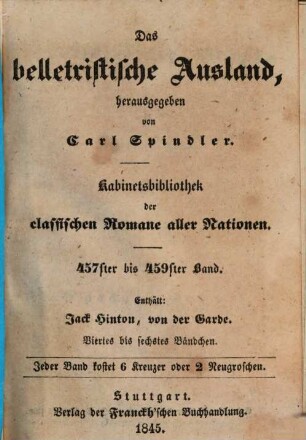 Das
belletristische Ausland,
herausgegeben
von
Carl Spindler.
Kabinetsbibliothek
der
classischen Romane aller Nationen.
457ster bis 459ster Band.
Enthält:
Jack Hinton, von der Garde.
Viertes bis sechstes Bändchen.
Jeder Band kostet 6 Kreuzer oder 2 Neugroschen.
Stuttgart.
Verlag der Franckh'schen Buchhandlung.
1845.